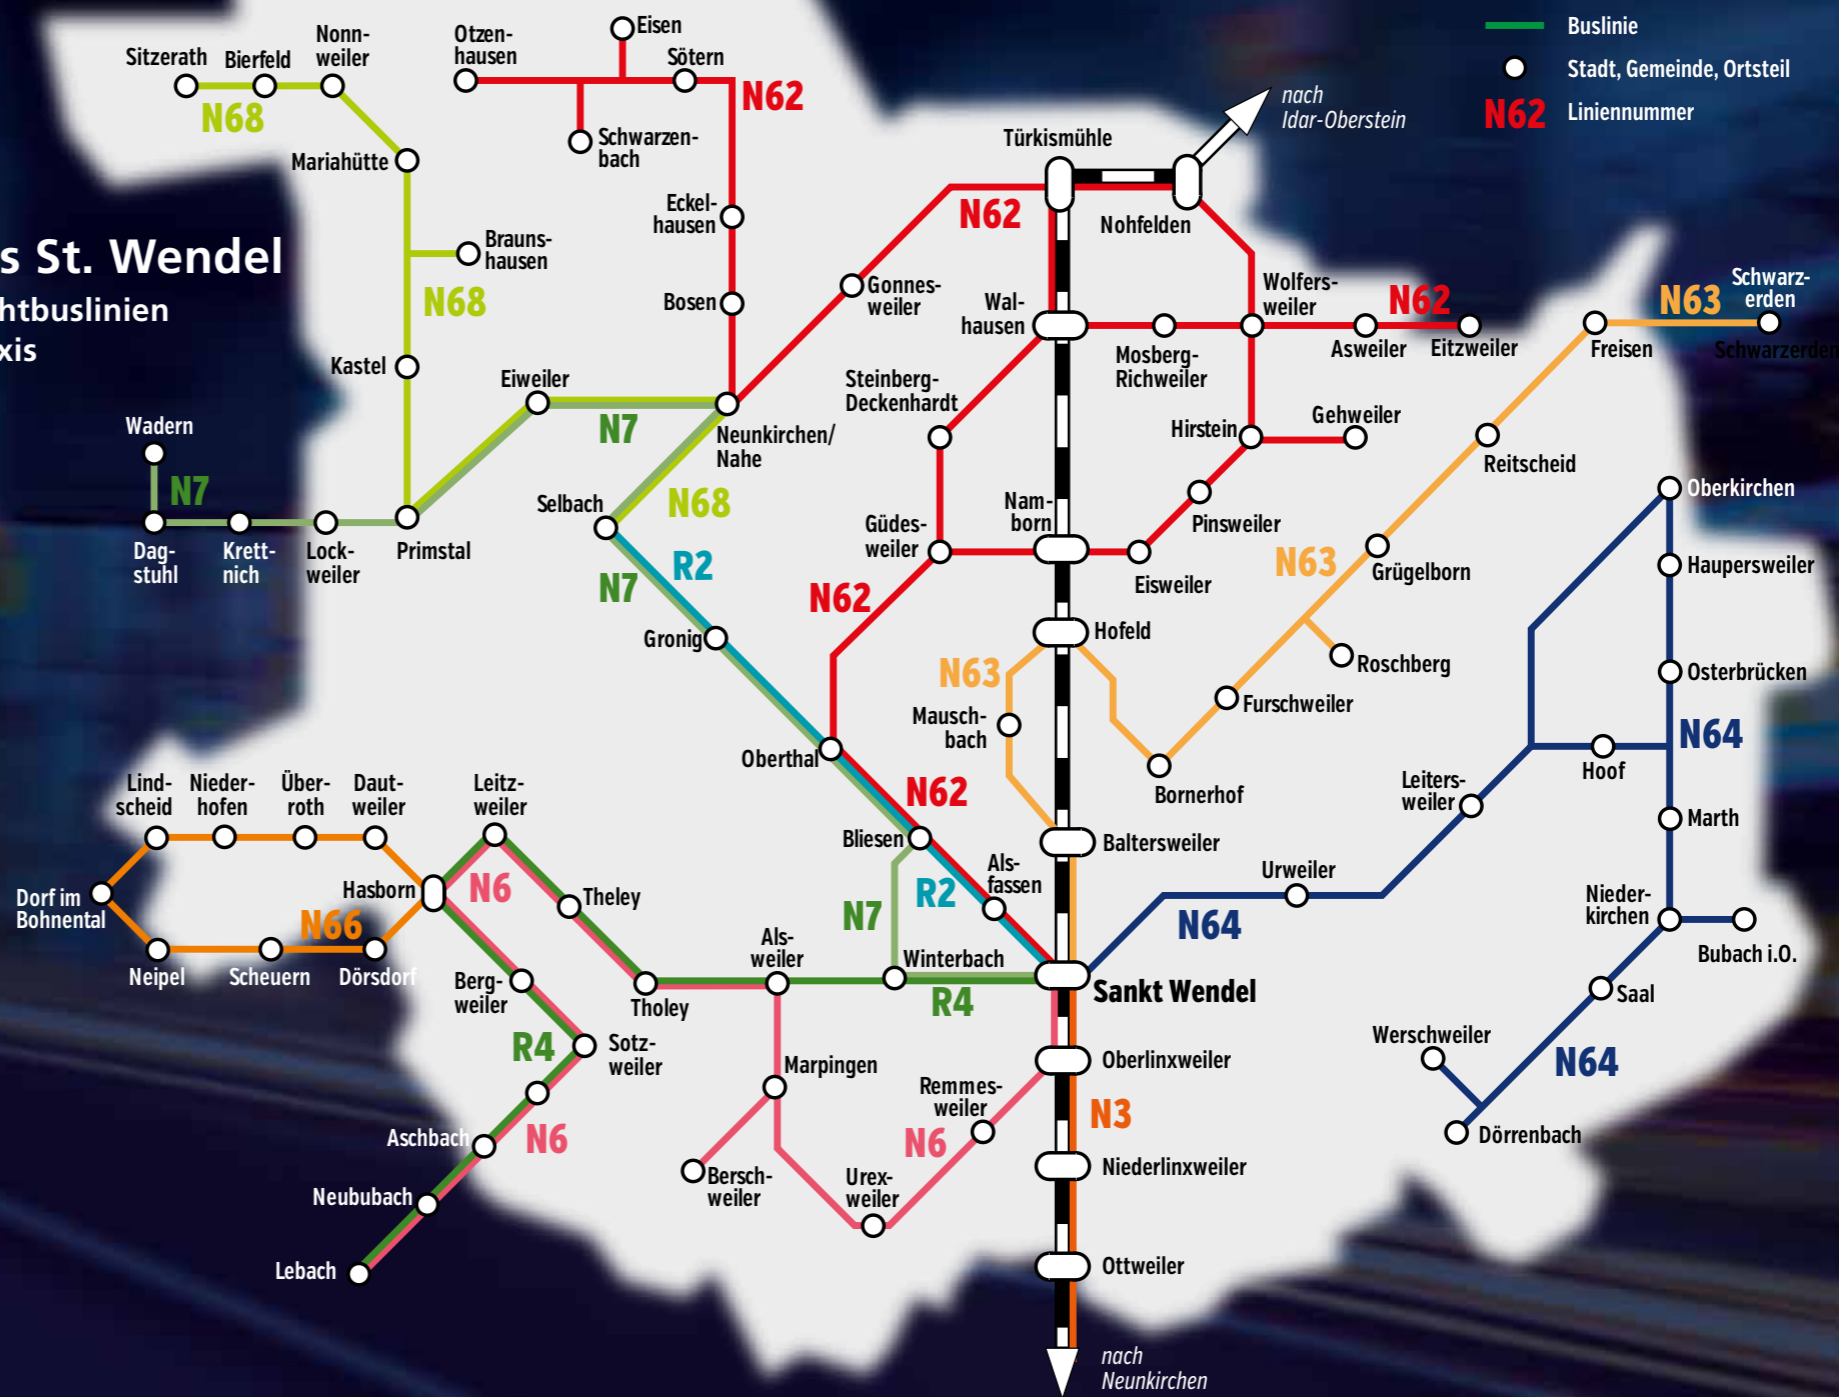 Buslinie
Stadt, Gemeinde, Ortsteil
N62 Liniennummer
s St. Wendel
htbuslinien
xis
Sitzerath
Bierfeld
Nonn-
weiler
N68
Mariahütte
Brauns-
hausen
N68
Kastel
Otzen-
hausen
Eisen
Sötern
N62
Schwarzen-
bach
Eckel-
hausen
Bosen
Türkismühle
nach
Idar-Oberstein
Nohfelden
N62
Gonnes-
weiler
Wal-
hausen
Mosberg-
Richweiler
Wolfers-
weiler
N62
Asweiler
Eitzweiler
N63
Schwarz-
erden
Schwarzerden
Freisen
Wadern
N7
Dag-
stuhl
Krett-
nich
Lock-
weiler
Primstal
Eiweiler
N7
Neunkirchen/
Nahe
N68
Selbach
Steinberg-
Deckenhardt
Hirstein
Gehweiler
Reitscheid
Pinsweiler
Güdes-
weiler
Nam-
born
Eisweiler
R2
N7
Gronig
N62
N63
Grügelborn
Roschberg
Furschweiler
Hofeld
N63
Mausch-
bach
Bornerhof
Oberthal
N62
Bliesen
R2
Als-
fassen
N7
Baltersweiler
Oberkirchen
Haupersweiler
Osterbrücken
N64
Hoof
Leiters-
weiler
Marth
Urweiler
N64
Nieder-
kirchen
Bubach i.O.
Saal
Werschweiler
N64
Dörrenbach
Lind-
scheid
Nieder-
hofen
Über-
roth
Daut-
weiler
Leitz-
weiler
Dorf im
Bohnental
Hasborn
N66
Neipel
Scheuern
Dörsdorf
N6
Theley
Tholey
Als-
weiler
Winterbach
R4
Sankt Wendel
Berg-
weiler
R4
Sotz-
weiler
N6
Aschbach
Neububach
Lebach
Marpingen
Bersch-
weiler
Urex-
weiler
N6
Remmes-
weiler
Oberlinxweiler
N3
Niederlinxweiler
Ottweiler
nach
Neunkirchen